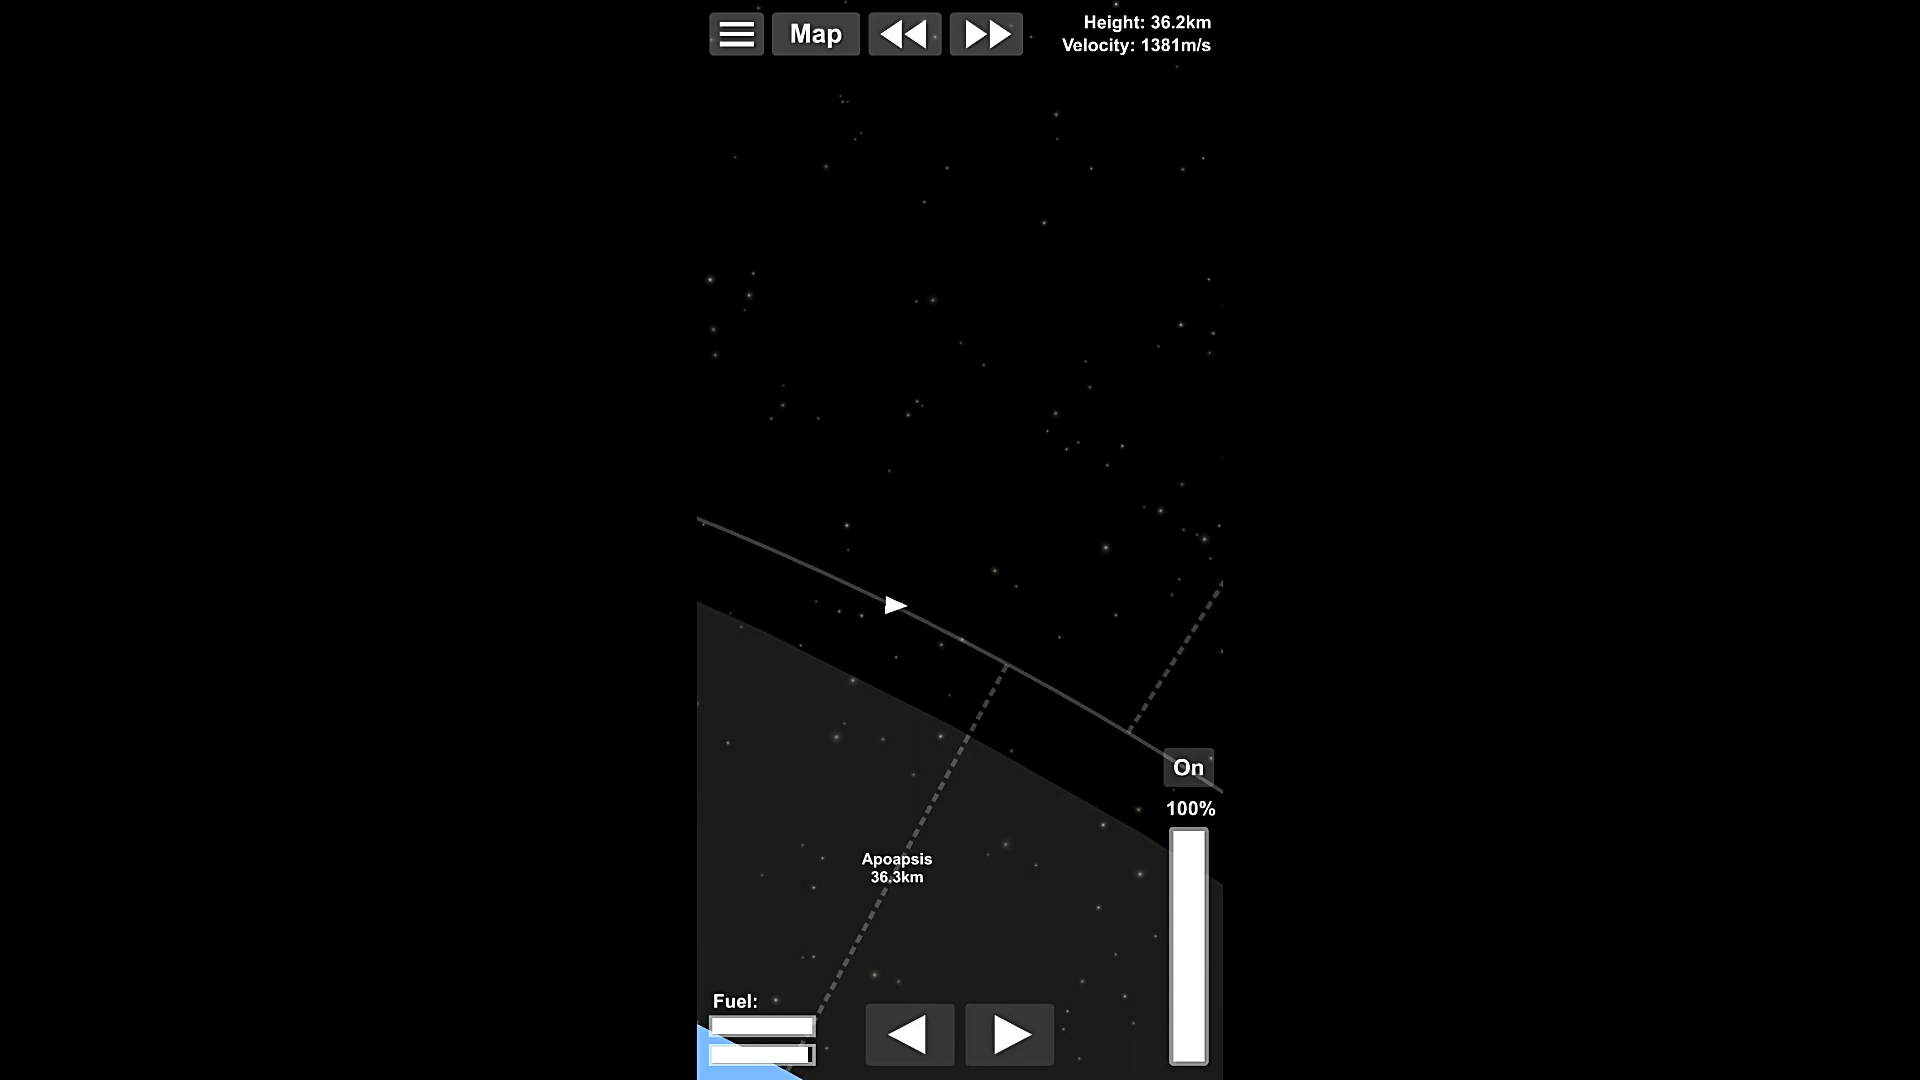 Map
Height: 36.2km
Velocity: 1381m/s
On
100%
Apoapsis
36.3km
Fuel: